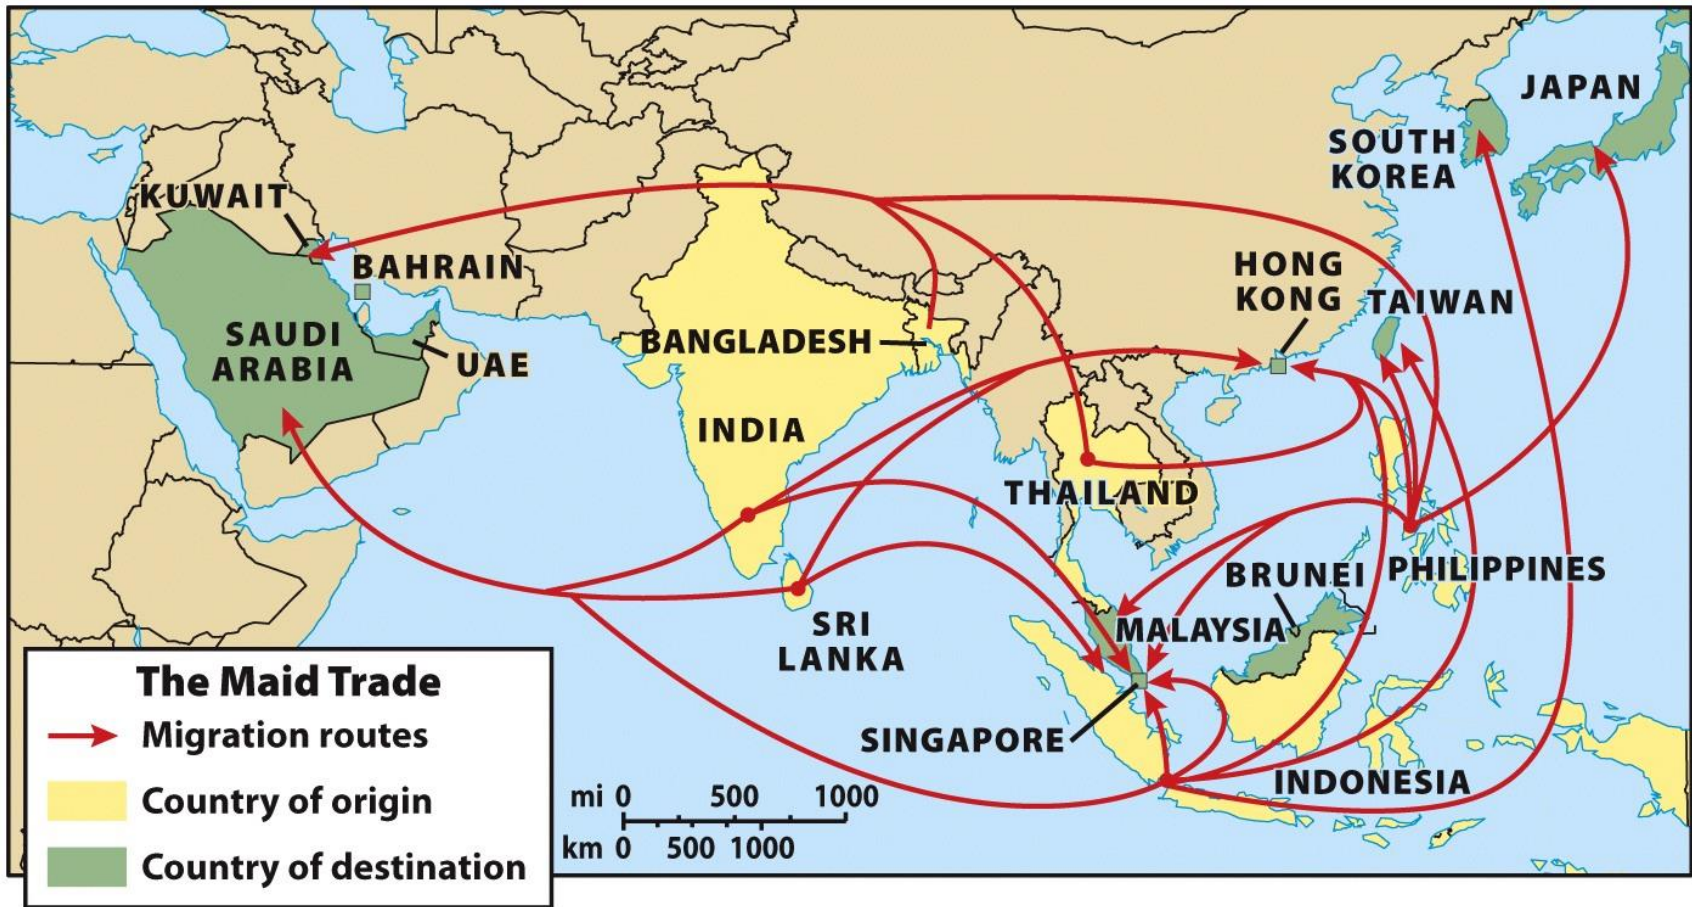 JAPAN
SOUTH
KOREA
KUWAIT
BAHRAIN
HONG
KONG
TAIWAN
SAUDI
ARABIA
UAE
BANGLADESH
INDIA
THAILAND
PHILIPPINES
BRUNEI
MALAYSIA
SRI
LANKA
SINGAPORE
INDONESIA
The Maid Trade
Migration routes
Country of origin
Country of destination
mi 0 500 1000
km 0 500 1000